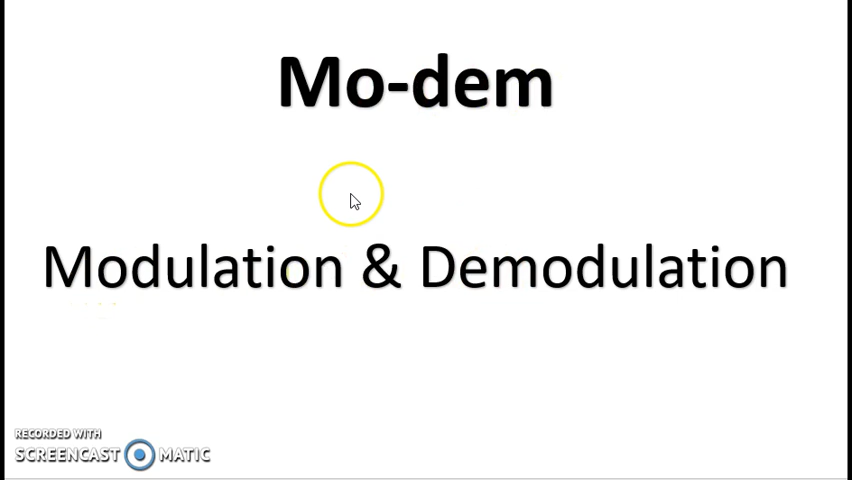 Mo-dem
Modulation & Demodulation
RECORDED WITH
SCREENCAST MATIC